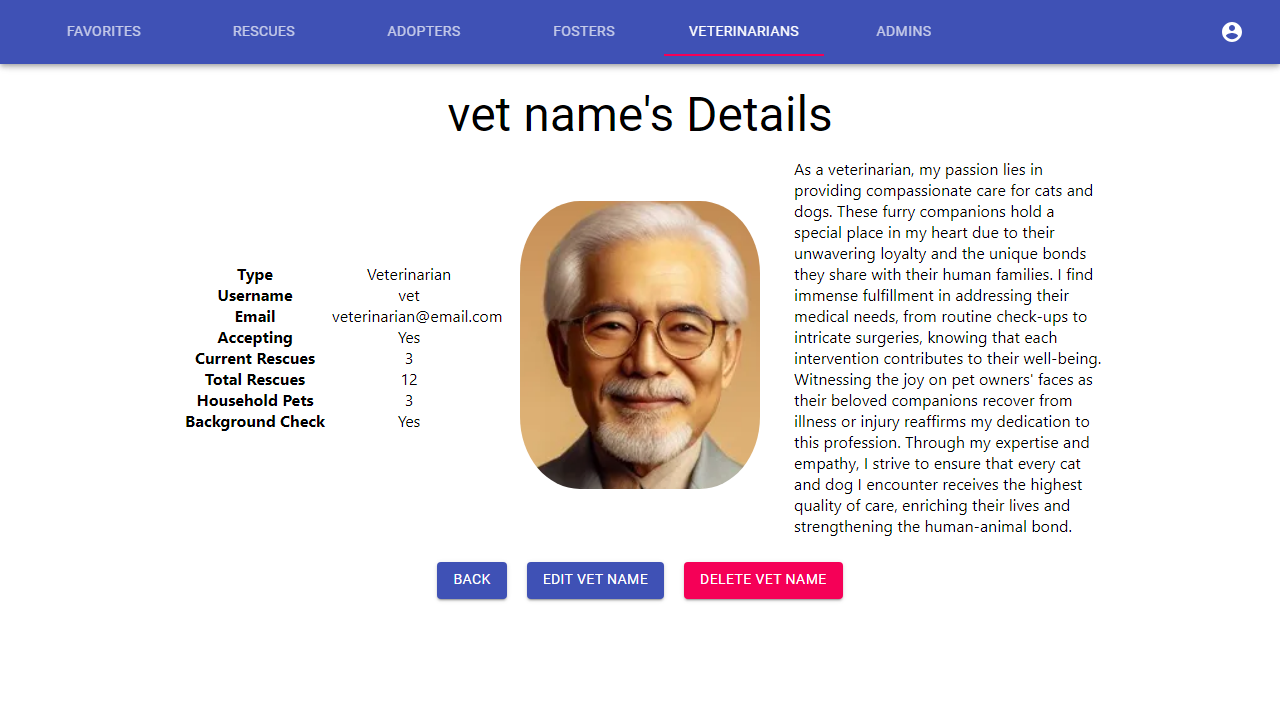 FAVORITES RESCUES ADOPTERS FOSTERS VETERINARIANS ADMINS
vet name's Details
Type Veterinarian
Username vet
Email veterinarian@email.com
Accepting Yes
Current Rescues 3
Total Rescues 12
Household Pets 3
Background Check Yes
As a veterinarian, my passion lies in
providing compassionate care for cats and
dogs. These furry companions hold a
special place in my heart due to their
unwavering loyalty and the unique bonds
they share with their human families. I find
immense fulfillment in addressing their
medical needs, from routine check-ups to
intricate surgeries, knowing that each
intervention contributes to their well-being.
Witnessing the joy on pet owners' faces as
their beloved companions recover from
illness or injury reaffirms my dedication to
this profession. Through my expertise and
empathy, I strive to ensure that every cat
and dog I encounter receives the highest
quality of care, enriching their lives and
strengthening the human-animal bond.
BACK EDIT VET NAME DELETE VET NAME